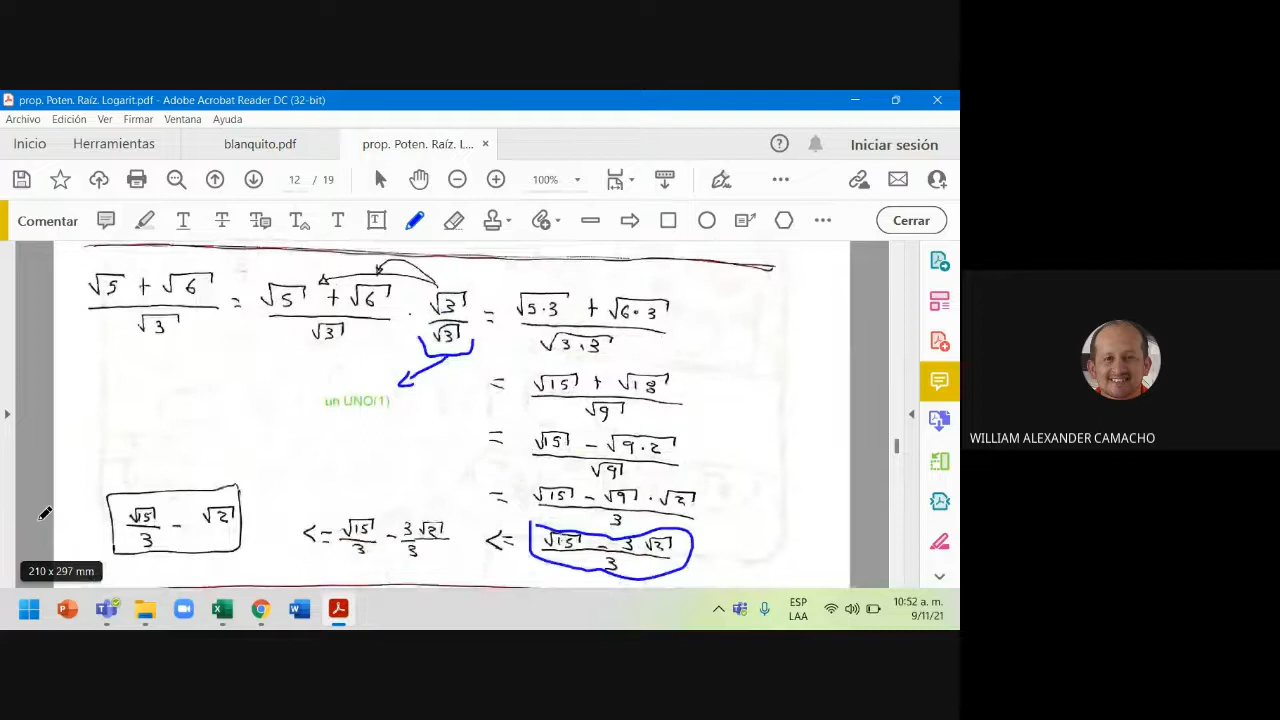 prop. Poten. Raíz. Logarit.pdf - Adobe Acrobat Reader DC (32-bit)
Archivo Edición Ver Firmar Ventana Ayuda
Inicio Herramientas blanquito.pdf prop. Poten. Raíz. L... × Iniciar sesión
12 / 19 100%
Comentar Cerrar
(√5 + √6)/√3 = (√5 + √6)/√3 · √3/√3 = (√5·3 + √6·3)/√3·3
un UNO(1)
= (√15 + √18)/√9
= (√15 - √9·2)/√9
= (√15 - √9 · √2)/3
√15/3 - √2 <= √15/3 - 3√2/3 <= (√15 - 3√2)/3
210 x 297 mm
WILLIAM ALEXANDER CAMACHO
ESP
LAA
10:52 a. m.
9/11/21